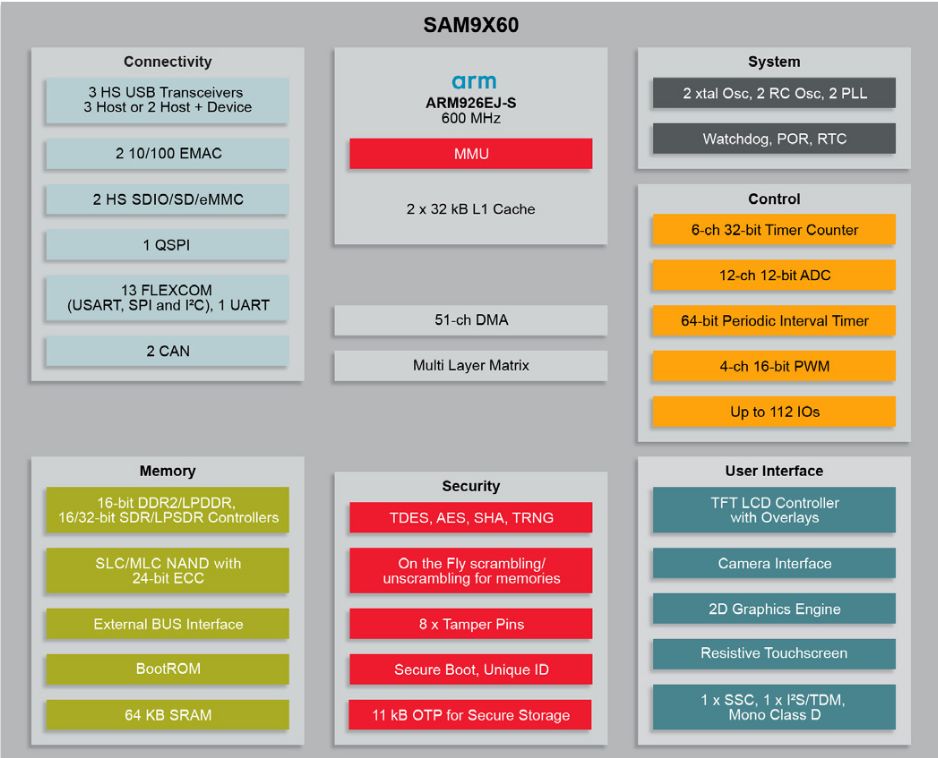 SAM9X60
Connectivity
3 HS USB Transceivers
3 Host or 2 Host + Device
2 10/100 EMAC
2 HS SDIO/SD/eMMC
1 QSPI
13 FLEXCOM
(USART, SPI and I²C), 1 UART
2 CAN
arm
ARM926EJ-S
600 MHz
MMU
2 x 32 kB L1 Cache
51-ch DMA
Multi Layer Matrix
System
2 xtal Osc, 2 RC Osc, 2 PLL
Watchdog, POR, RTC
Control
6-ch 32-bit Timer Counter
12-ch 12-bit ADC
64-bit Periodic Interval Timer
4-ch 16-bit PWM
Up to 112 IOs
Memory
16-bit DDR2/LPDDR,
16/32-bit SDR/LPSDR Controllers
SLC/MLC NAND with
24-bit ECC
External BUS Interface
BootROM
64 KB SRAM
Security
TDES, AES, SHA, TRNG
On the Fly scrambling/
unscrambling for memories
8 x Tamper Pins
Secure Boot, Unique ID
11 kB OTP for Secure Storage
User Interface
TFT LCD Controller
with Overlays
Camera Interface
2D Graphics Engine
Resistive Touchscreen
1 x SSC, 1 x I²S/TDM,
Mono Class D